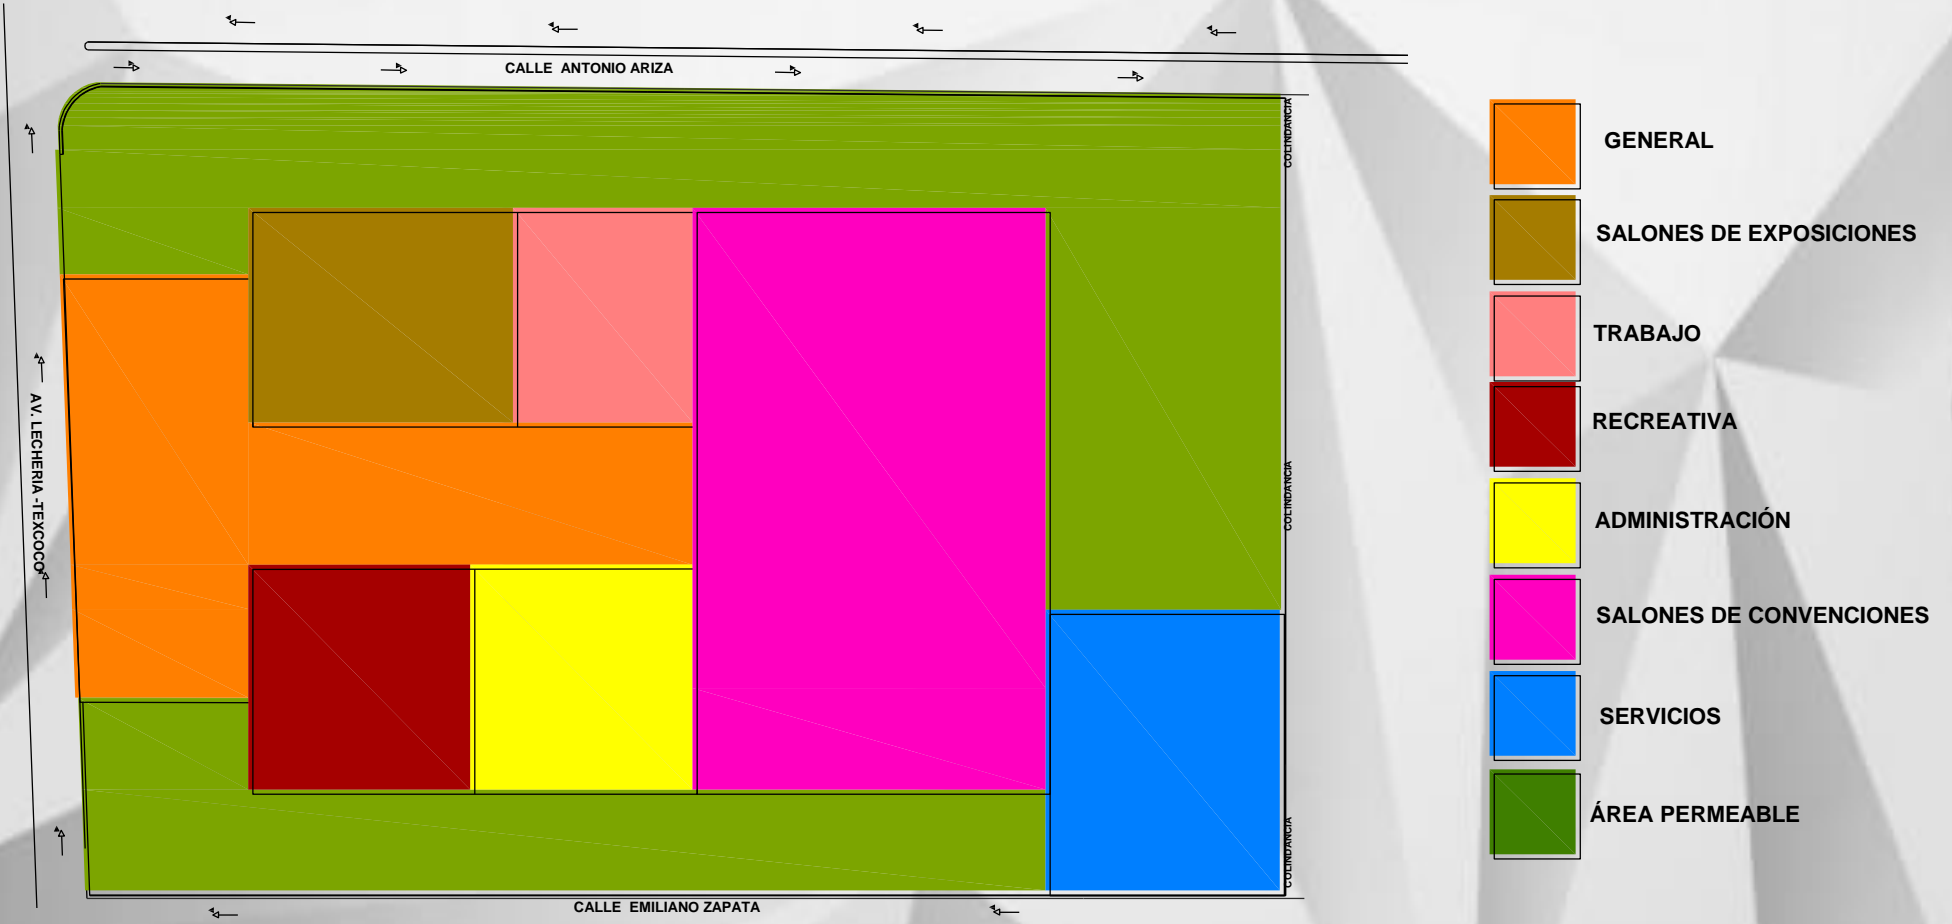 CALLE ANTONIO ARIZA
COLINDANCIA
GENERAL
SALONES DE EXPOSICIONES
TRABAJO
RECREATIVA
AV. LECHERIA -TEXCOCO
COLINDANCIA
ADMINISTRACIÓN
SALONES DE CONVENCIONES
SERVICIOS
ÁREA PERMEABLE
COLINDANCIA
CALLE EMILIANO ZAPATA